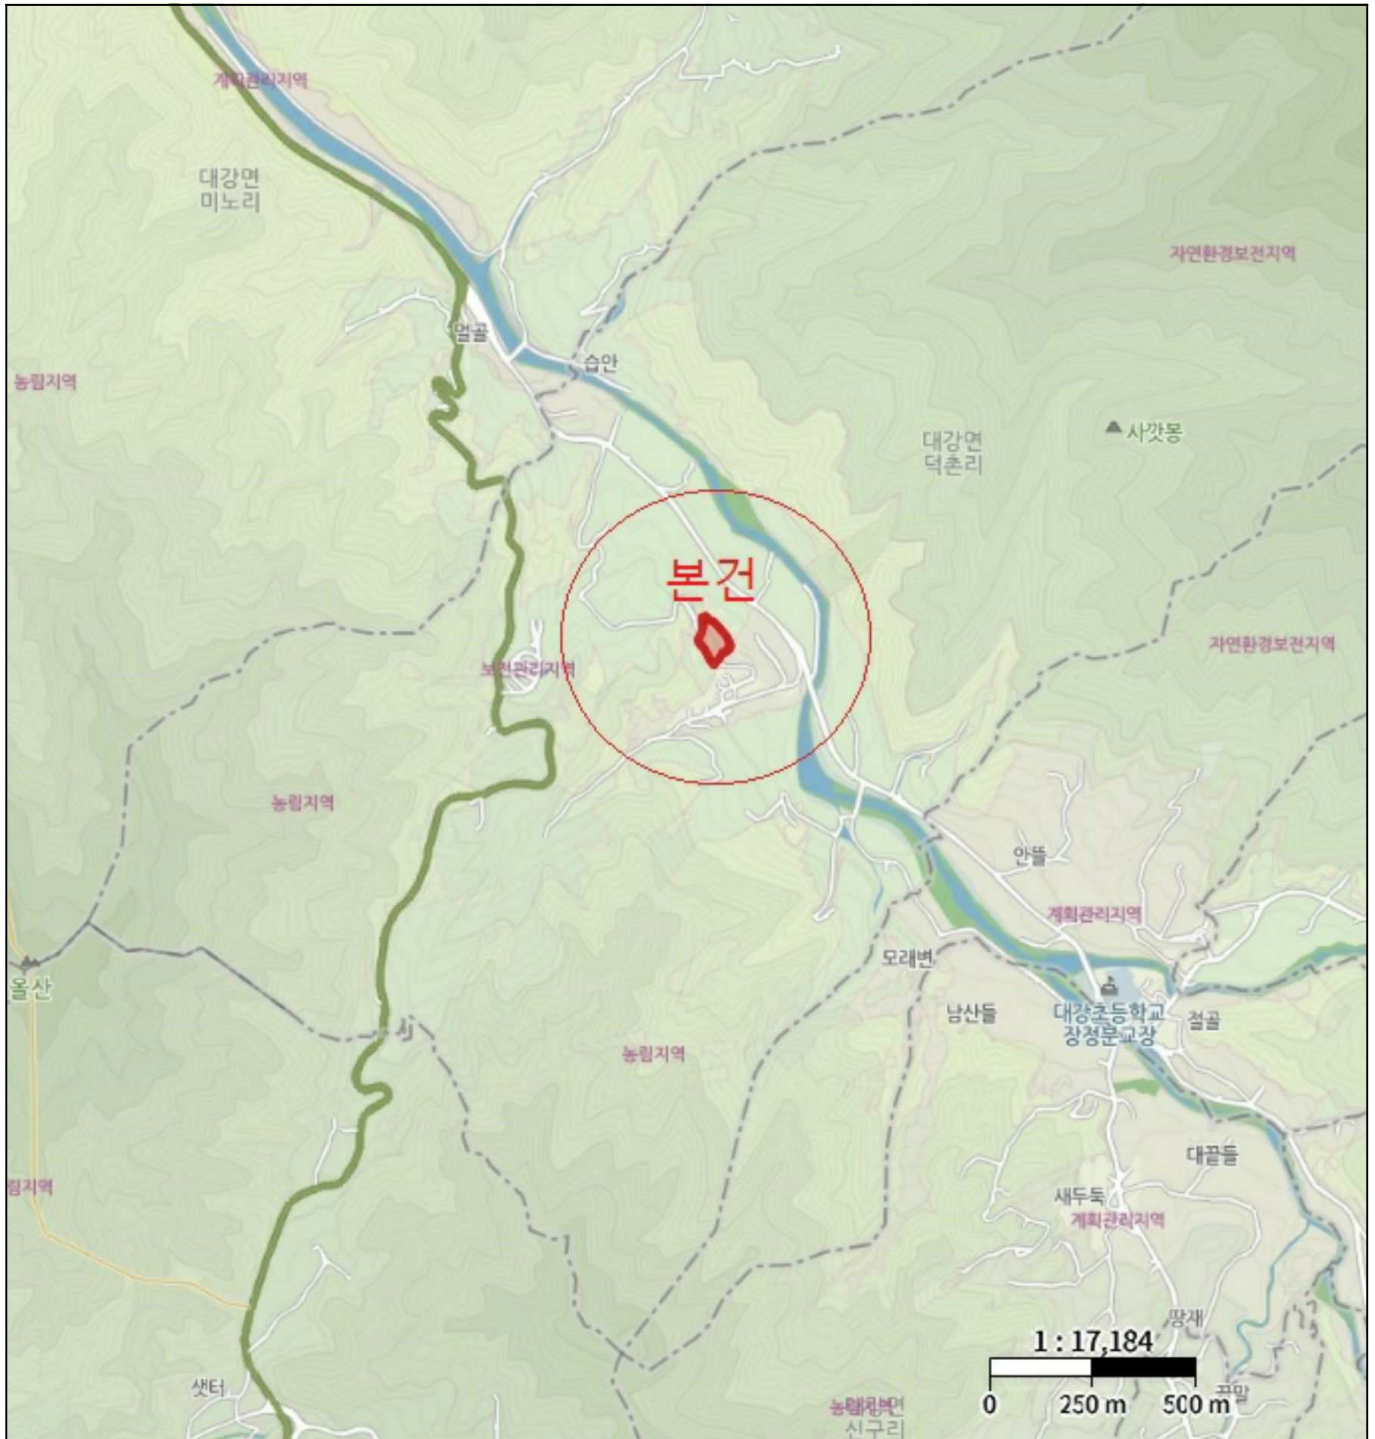 계획관리지역
대강면
미노리
자연환경보전지역
멀골
습안
농림지역
사깟봉
대강면
덕촌리
본건
자연환경보전지역
보전관리지역
농림지역
안뜰
계획관리지역
모래변
올산
남산들
대강초등학교
장정분교장
절골
농림지역
대끝들
림지역
새두둑
계획관리지역
땅재
1 : 17,184
샛터
끝말
0 250 m 500 m
신구리